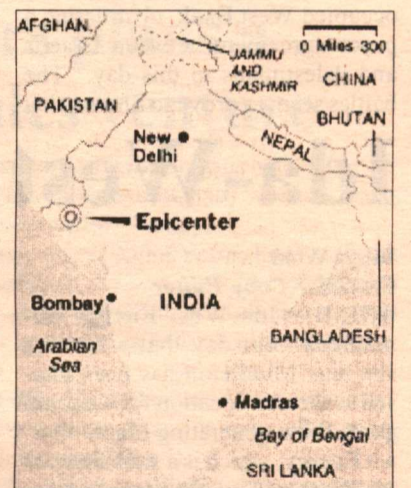 AFGHAN.
JAMMU
AND
KASHMIR
0 Miles 300
CHINA
PAKISTAN
BHUTAN
New
Delhi
NEPAL
Epicenter
Bombay
INDIA
BANGLADESH
Arabian
Sea
Madras
Bay of Bengal
SRI LANKA